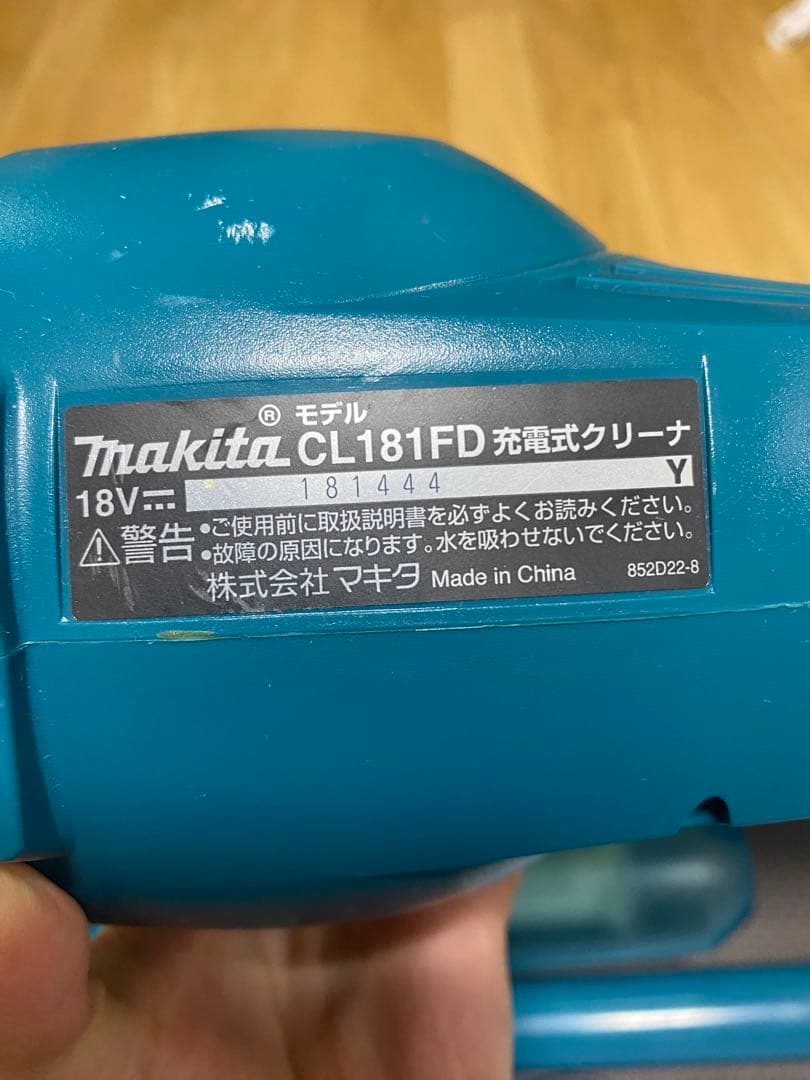 makita® モデル CL181FD 充電式クリーナ
18V⎓ 181444 Y
⚠警告 •ご使用前に取扱説明書を必ずよくお読みください。
•故障の原因になります。水を吸わせないでください。
株式会社 マキタ Made in China 852D22-8